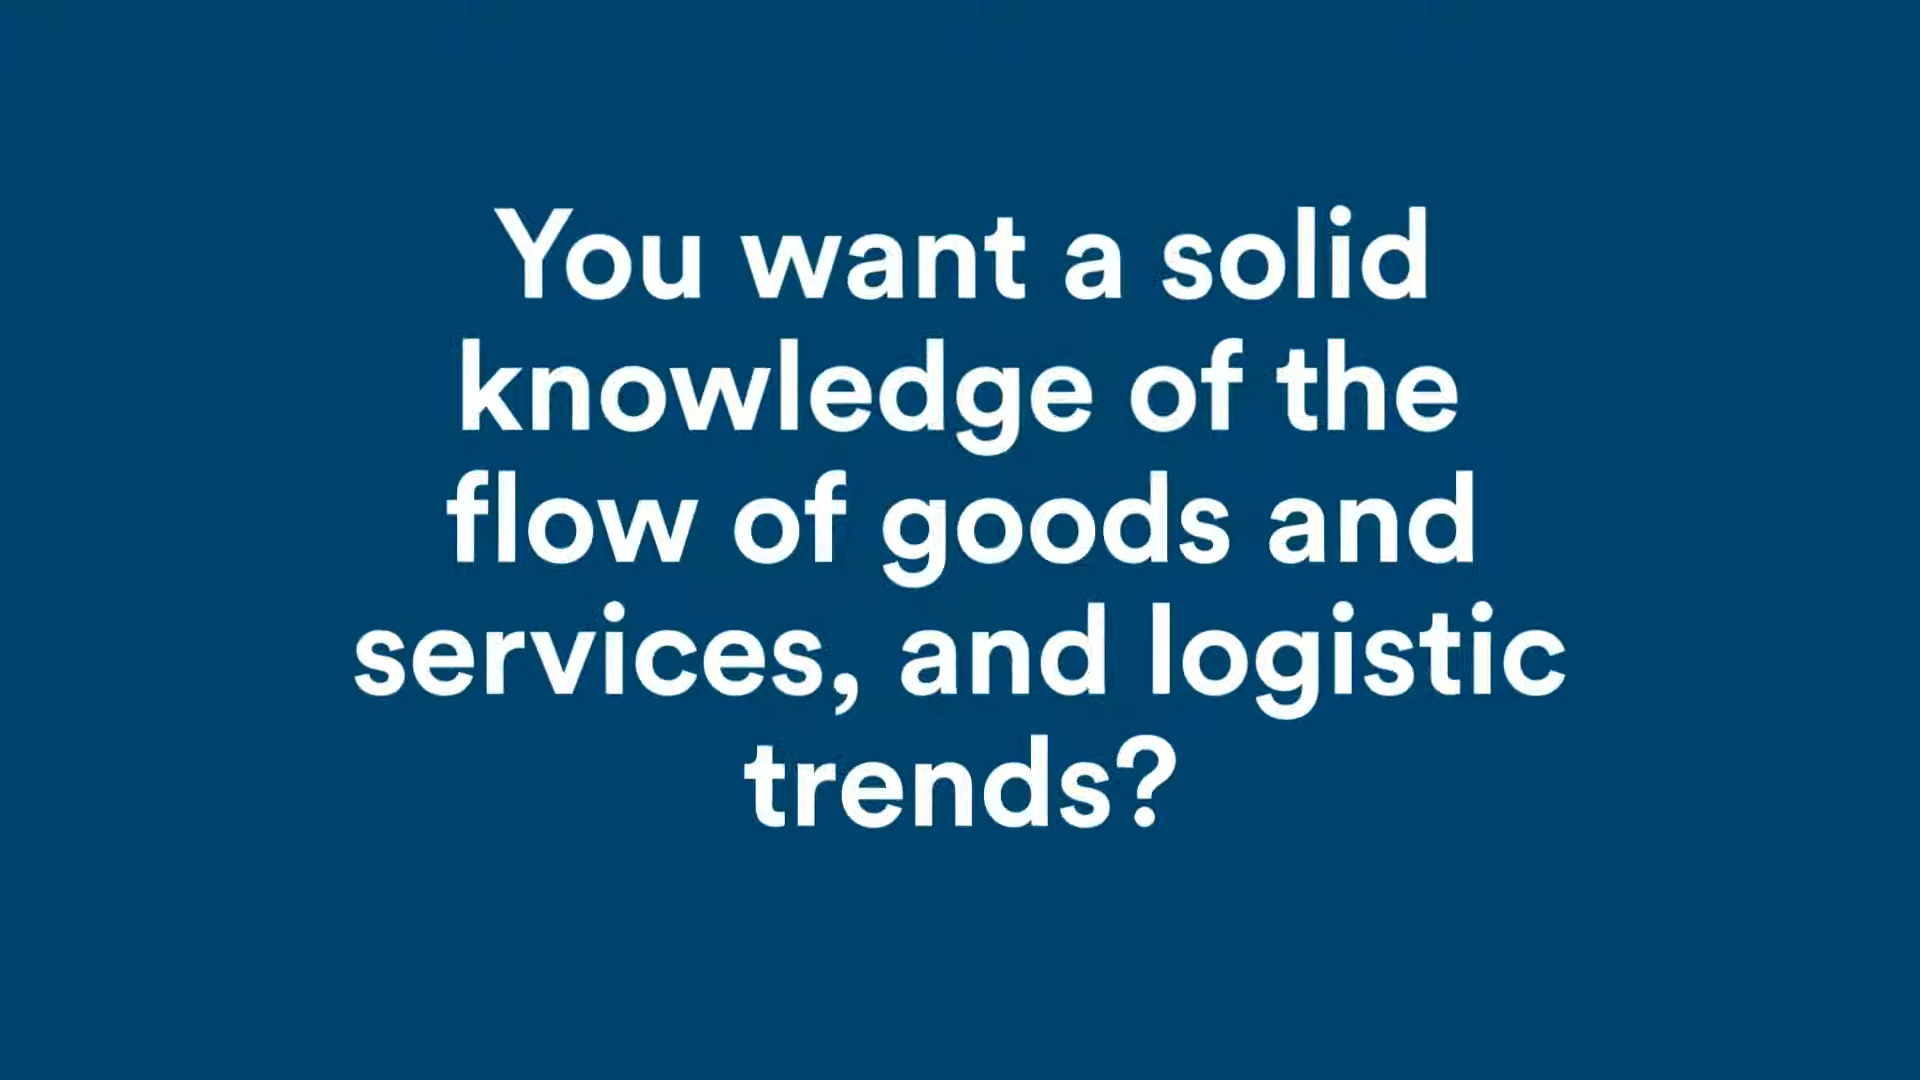 You want a solid
knowledge of the
flow of goods and
services, and logistic
trends?